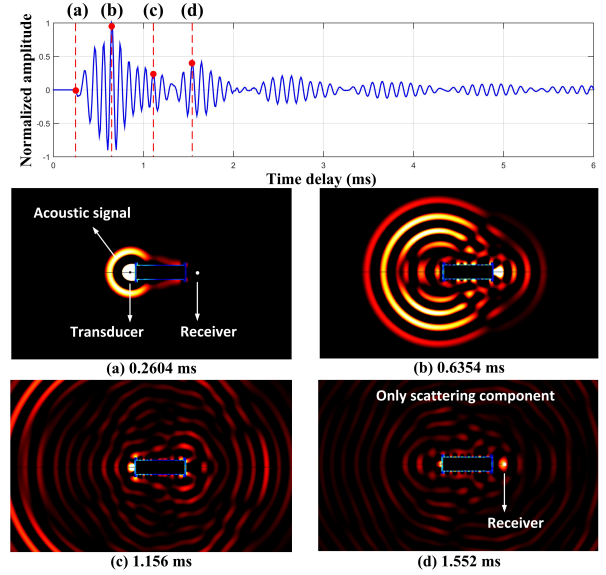 (a) (b) (c) (d)
Normalized amplitude
1
0.5
0
-0.5
-1
0 1 2 3 4 5 6
Time delay (ms)
Acoustic signal
Transducer
Receiver
(a) 0.2604 ms
(b) 0.6354 ms
(c) 1.156 ms
Only scattering component
Receiver
(d) 1.552 ms